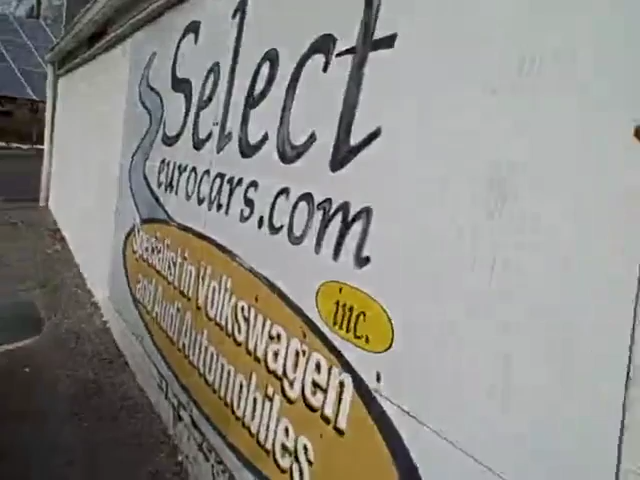 Select
eurocars.com
inc.
Specialist in Volkswagen
and Audi Automobiles